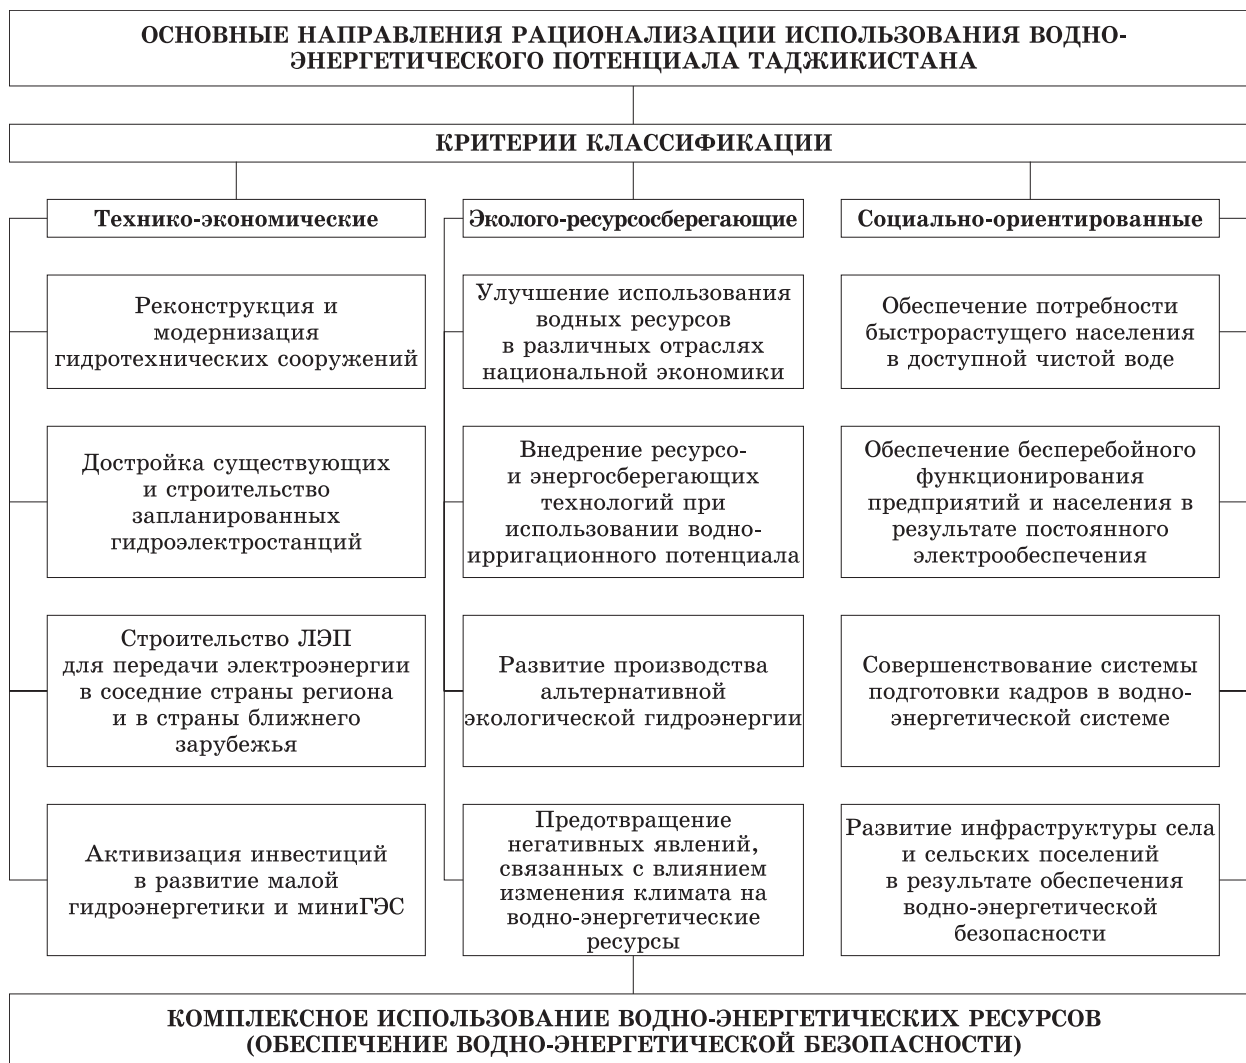 ОСНОВНЫЕ НАПРАВЛЕНИЯ РАЦИОНАЛИЗАЦИИ ИСПОЛЬЗОВАНИЯ ВОДНО-
ЭНЕРГЕТИЧЕСКОГО ПОТЕНЦИАЛА ТАДЖИКИСТАНА
КРИТЕРИИ КЛАССИФИКАЦИИ
Технико-экономические
Реконструкция и
модернизация
гидротехнических сооружений
Достройка существующих
и строительство
запланированных
гидроэлектростанций
Строительство ЛЭП
для передачи электроэнергии
в соседние страны региона
и в страны ближнего
зарубежья
Активизация инвестиций
в развитие малой
гидроэнергетики и миниГЭС
Эколого-ресурсосберегающие
Улучшение использования
водных ресурсов
в различных отраслях
национальной экономики
Внедрение ресурсо-
и энергосберегающих
технологий при
использовании водно-
ирригационного потенциала
Развитие производства
альтернативной
экологической гидроэнергии
Предотвращение
негативных явлений,
связанных с влиянием
изменения климата на
водно-энергетические
ресурсы
Социально-ориентированные
Обеспечение потребности
быстрорастущего населения
в доступной чистой воде
Обеспечение бесперебойного
функционирования
предприятий и населения в
результате постоянного
электрообеспечения
Совершенствование системы
подготовки кадров в водно-
энергетической системе
Развитие инфраструктуры села
и сельских поселений
в результате обеспечения
водно-энергетической
безопасности
КОМПЛЕКСНОЕ ИСПОЛЬЗОВАНИЕ ВОДНО-ЭНЕРГЕТИЧЕСКИХ РЕСУРСОВ
(ОБЕСПЕЧЕНИЕ ВОДНО-ЭНЕРГЕТИЧЕСКОЙ БЕЗОПАСНОСТИ)